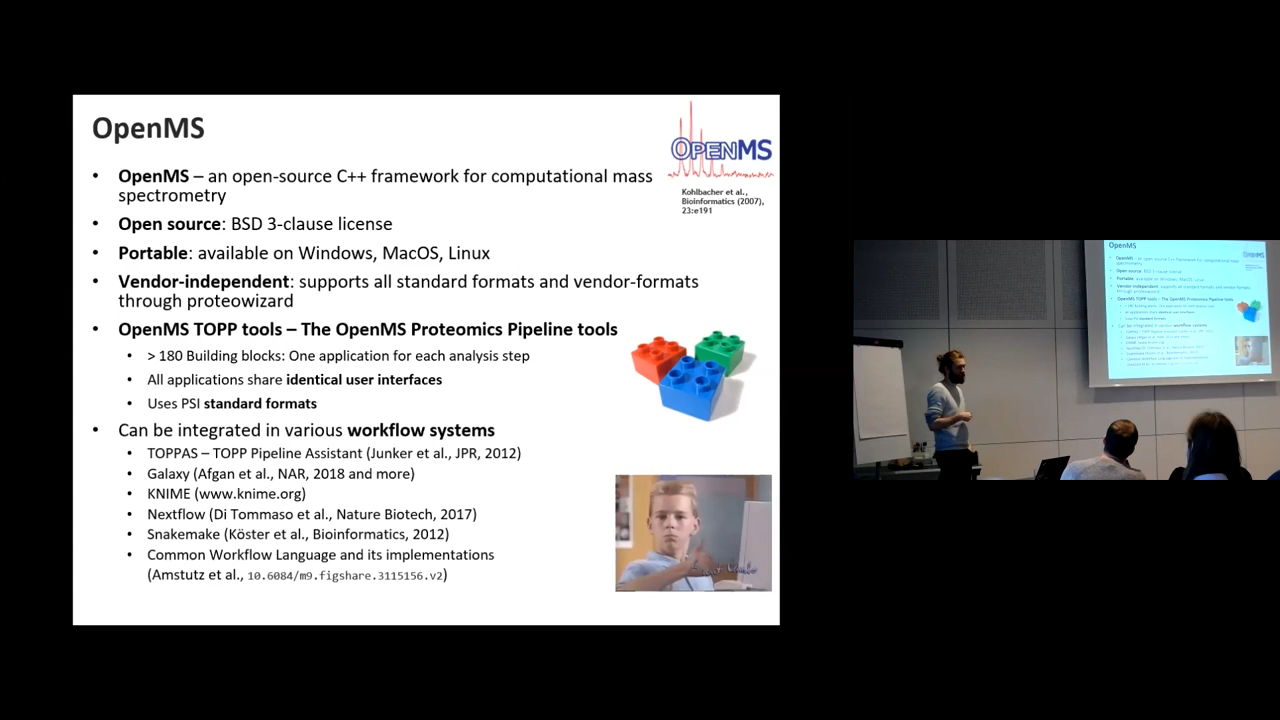 OpenMS
OPENMS
Kohlbacher et al.,
Bioinformatics (2007),
23:e191
• OpenMS – an open-source C++ framework for computational mass
spectrometry
• Open source: BSD 3-clause license
• Portable: available on Windows, MacOS, Linux
• Vendor-independent: supports all standard formats and vendor-formats
through proteowizard
• OpenMS TOPP tools – The OpenMS Proteomics Pipeline tools
• > 180 Building blocks: One application for each analysis step
• All applications share identical user interfaces
• Uses PSI standard formats
• Can be integrated in various workflow systems
• TOPPAS – TOPP Pipeline Assistant (Junker et al., JPR, 2012)
• Galaxy (Afgan et al., NAR, 2018 and more)
• KNIME (www.knime.org)
• Nextflow (Di Tommaso et al., Nature Biotech, 2017)
• Snakemake (Köster et al., Bioinformatics, 2012)
• Common Workflow Language and its implementations
(Amstutz et al., 10.6084/m9.figshare.3115156.v2)
OpenMS